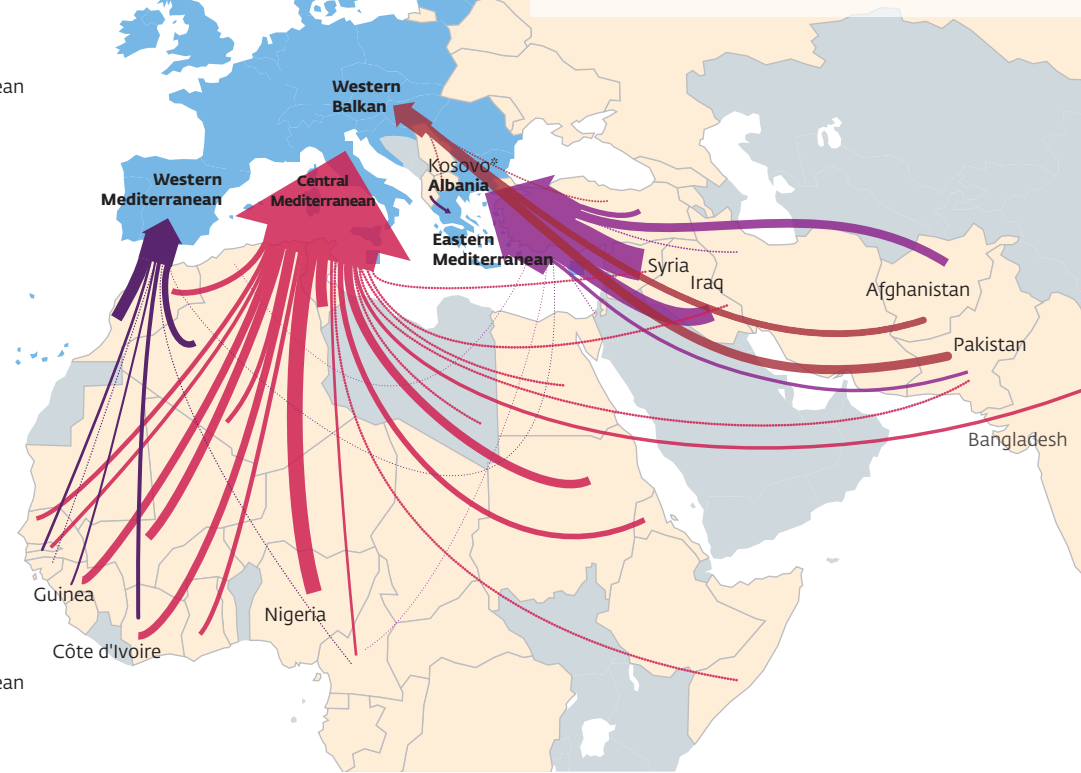 ean
Western
Balkan
Kosovo*
Albania
Western
Mediterranean
Central
Mediterranean
Eastern
Mediterranean
Syria
Iraq
Afghanistan
Pakistan
Bangladesh
Guinea
Nigeria
Côte d'Ivoire
ean